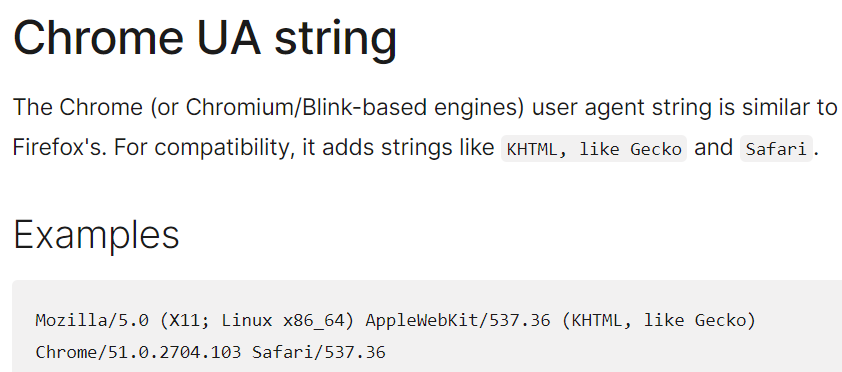 Chrome UA string
The Chrome (or Chromium/Blink-based engines) user agent string is similar to
Firefox's. For compatibility, it adds strings like KHTML, like Gecko and Safari.
Examples
Mozilla/5.0 (X11; Linux x86_64) AppleWebKit/537.36 (KHTML, like Gecko)
Chrome/51.0.2704.103 Safari/537.36